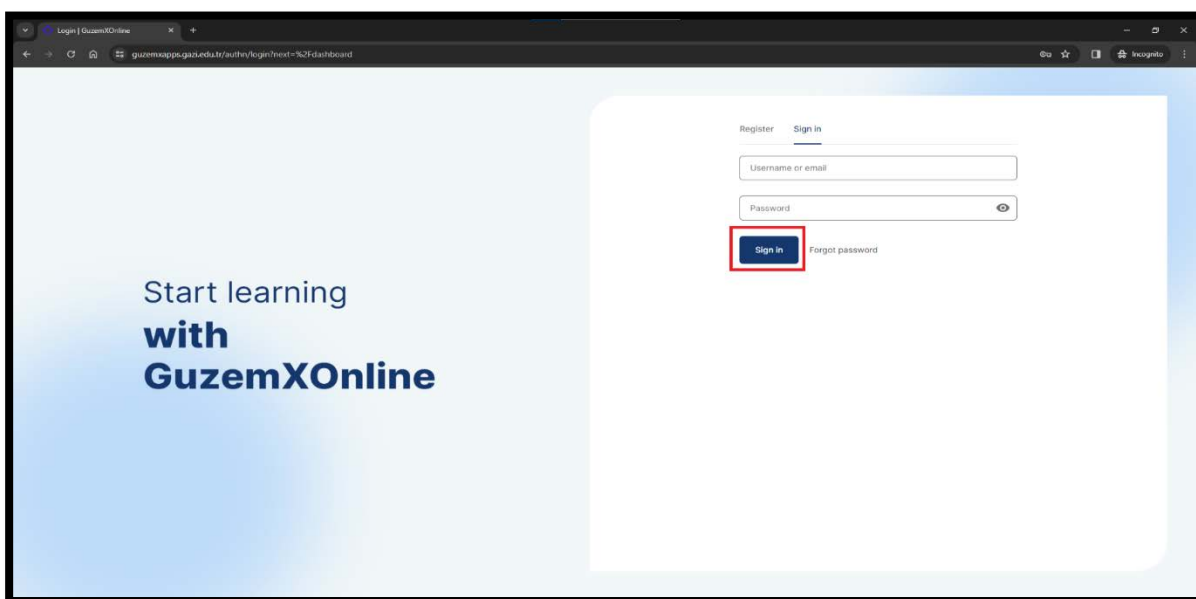 Login | GuzemXOnline
guzemxapps.gazi.edu.tr/authn/login?next=%2Fdashboard
Incognito
Register Sign in
Username or email
Password
Sign in Forgot password
Start learning
with
GuzemXOnline